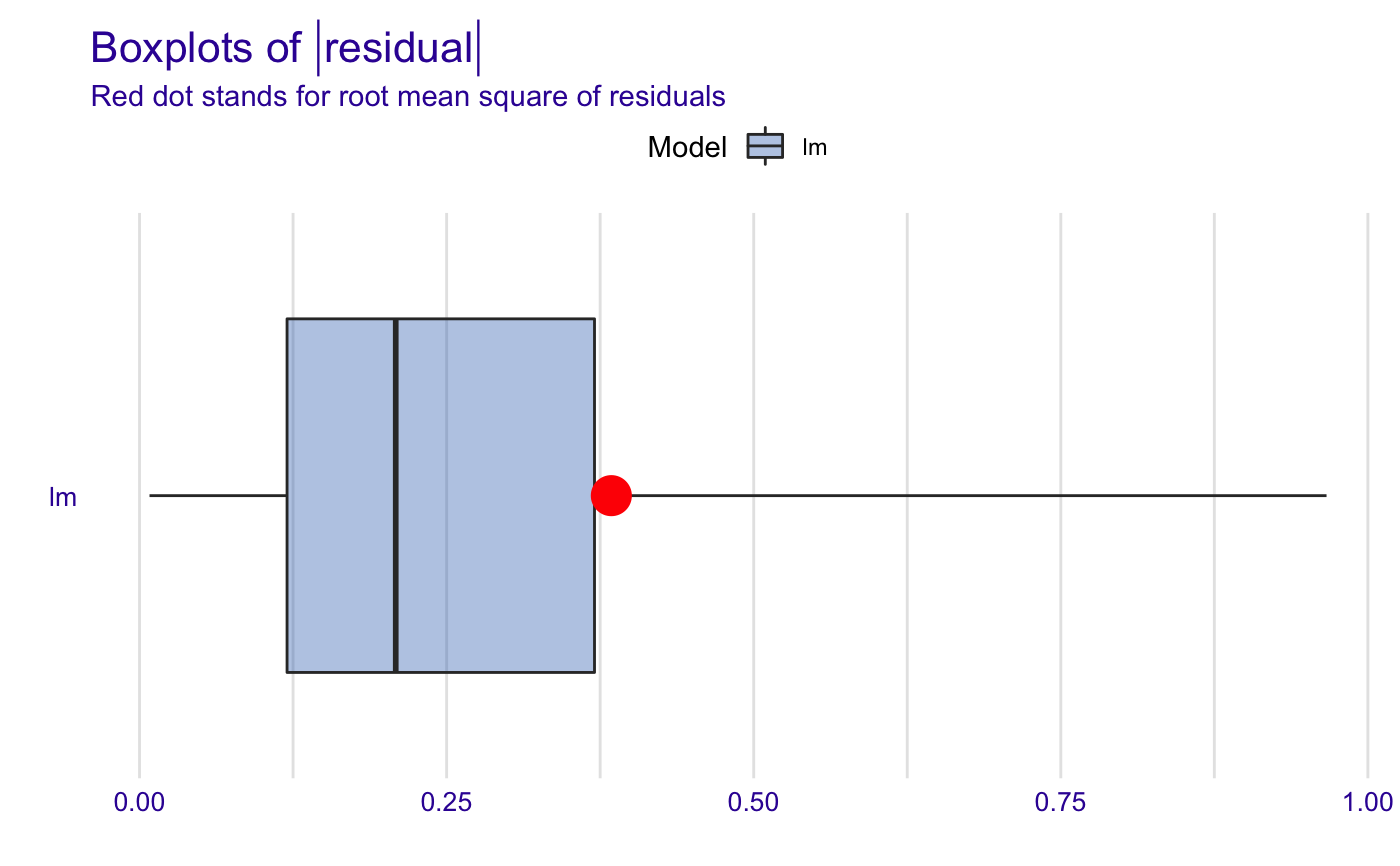 Boxplots of |residual|
Red dot stands for root mean square of residuals
Model lm
lm
0.00 0.25 0.50 0.75 1.00